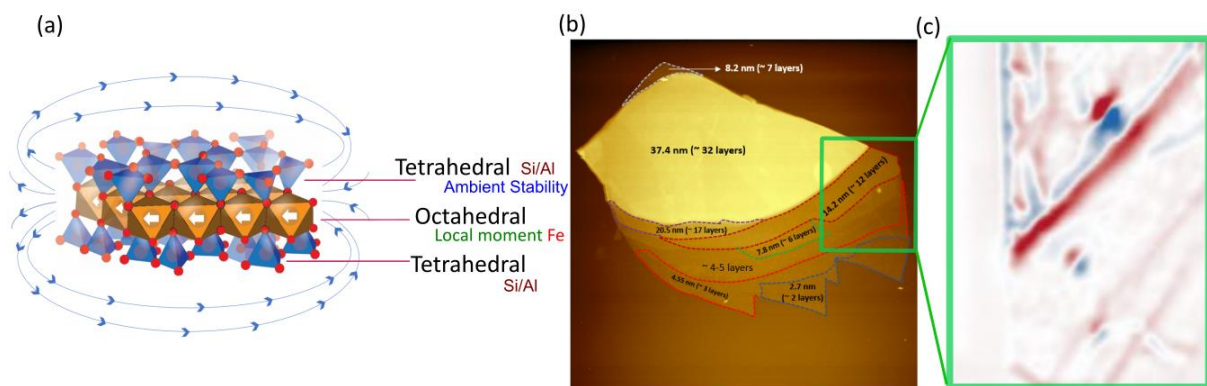 (a)
Tetrahedral Si/Al
Ambient Stability
Octahedral
Local moment Fe
Tetrahedral
Si/Al
(b)
8.2 nm (~ 7 layers)
37.4 nm (~ 32 layers)
14.2 nm (~ 12 layers)
20.5 nm (~ 17 layers)
7.8 nm (~ 6 layers)
~ 4-5 layers
4.55 nm (~ 3 layers)
2.7 nm
(~ 2 layers)
(c)